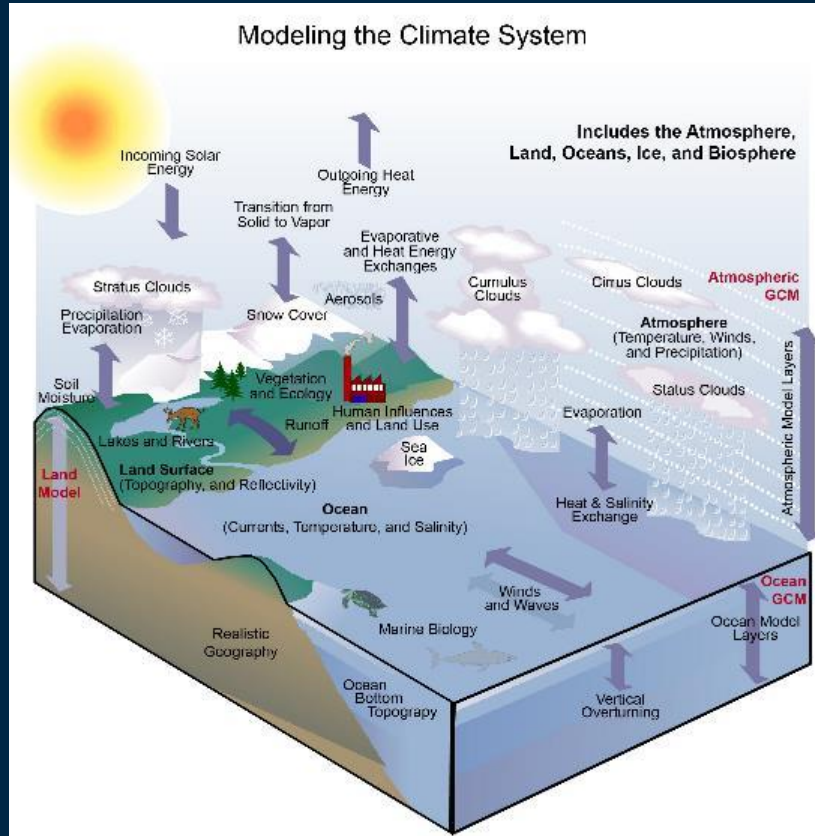 Modeling the Climate System
Includes the Atmosphere,
Land, Oceans, Ice, and Biosphere
Incoming Solar
Energy
Outgoing Heat
Energy
Transition from
Solid to Vapor
Evaporative
and Heat Energy
Exchanges
Stratus Clouds
Snow Cover
Aerosols
Cumulus
Clouds
Cirrus Clouds
Atmospheric
GCM
Precipitation
Evaporation
Atmosphere
(Temperature, Winds,
and Precipitation)
Soil
Moisture
Vegetation
and Ecology
Human Influences
and Land Use
Status Clouds
Evaporation
Atmospheric Model Layers
Lakes and Rivers
Runoff
Sea
Ice
Land
Model
Land Surface
(Topography, and Reflectivity)
Heat & Salinity
Exchange
Ocean
(Currents, Temperature, and Salinity)
Winds
and Waves
Ocean
GCM
Ocean Model
Layers
Marine Biology
Realistic
Geography
Ocean
Bottom
Topograpy
Vertical
Overturning